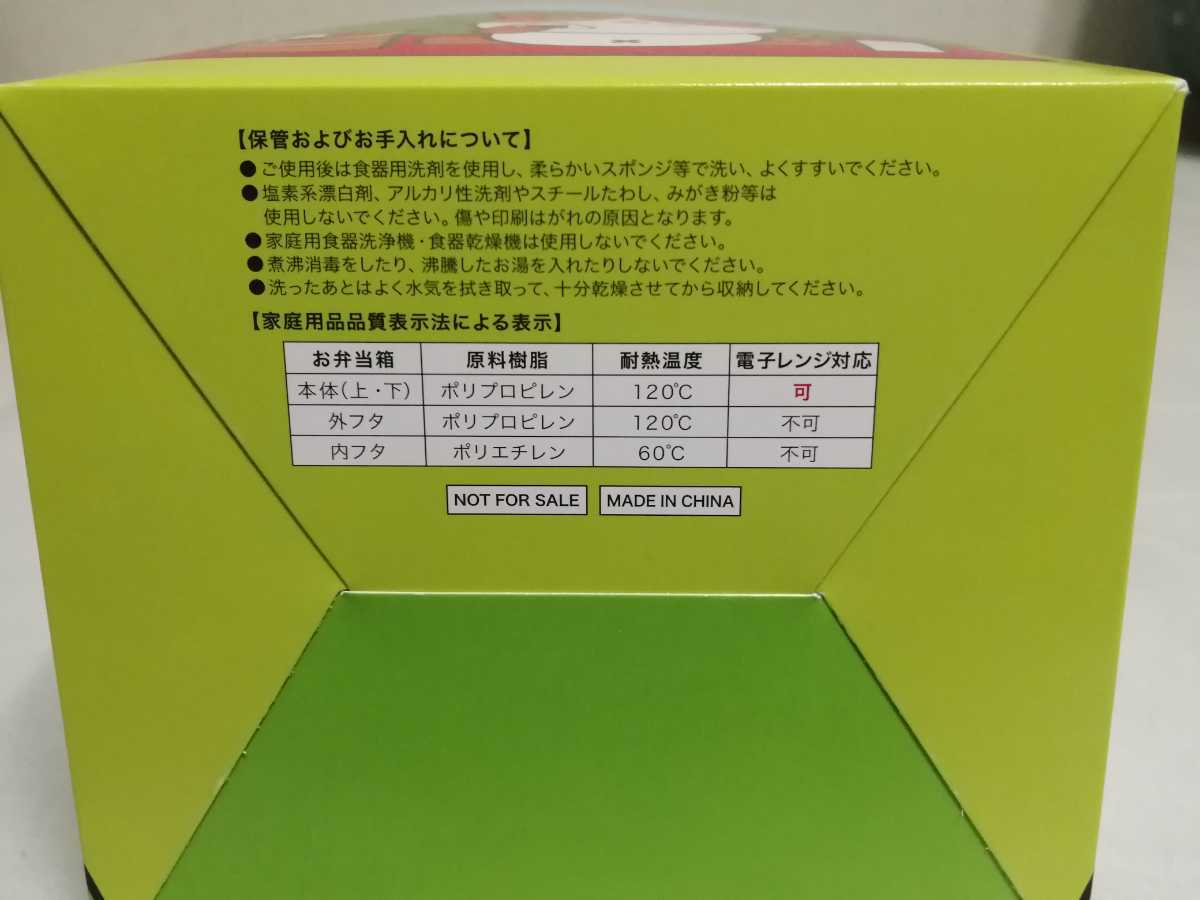 【保管およびお手入れについて】
●ご使用後は食器用洗剤を使用し、柔らかいスポンジ等で洗い、よくすすいでください。
●塩素系漂白剤、アルカリ性洗剤やスチールたわし、みがき粉等は
使用しないでください。傷や印刷はがれの原因となります。
●家庭用食器洗浄機・食器乾燥機は使用しないでください。
●煮沸消毒をしたり、沸騰したお湯を入れたりしないでください。
●洗ったあとはよく水気を拭き取って、十分乾燥させてから収納してください。
【家庭用品品質表示法による表示】
お弁当箱 原料樹脂 耐熱温度 電子レンジ対応
本体(上・下) ポリプロピレン 120℃ 可
外フタ ポリプロピレン 120℃ 不可
内フタ ポリエチレン 60℃ 不可
NOT FOR SALE MADE IN CHINA